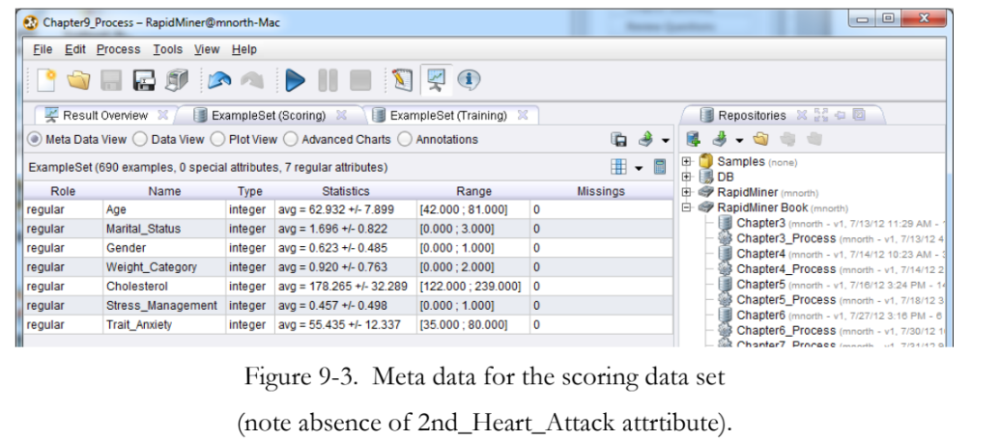 Chapter9_Process – RapidMiner@mnorth-Mac
File Edit Process Tools View Help
Result Overview ExampleSet (Scoring) ExampleSet (Training)
Repositories
Meta Data View Data View Plot View Advanced Charts Annotations
ExampleSet (690 examples, 0 special attributes, 7 regular attributes)
Role Name Type Statistics Range Missings
regular Age integer avg = 62.932 +/- 7.899 [42.000 ; 81.000] 0
regular Marital_Status integer avg = 1.696 +/- 0.822 [0.000 ; 3.000] 0
regular Gender integer avg = 0.623 +/- 0.485 [0.000 ; 1.000] 0
regular Weight_Category integer avg = 0.920 +/- 0.763 [0.000 ; 2.000] 0
regular Cholesterol integer avg = 178.265 +/- 32.289 [122.000 ; 239.000] 0
regular Stress_Management integer avg = 0.457 +/- 0.498 [0.000 ; 1.000] 0
regular Trait_Anxiety integer avg = 55.435 +/- 12.337 [35.000 ; 80.000] 0
Samples (none)
DB
RapidMiner (mnorth)
RapidMiner Book (mnorth)
Chapter3 (mnorth - v1, 7/13/12 11:29 AM -
Chapter3_Process (mnorth - v1, 7/13/12 4
Chapter4 (mnorth - v1, 7/14/12 10:23 AM -
Chapter4_Process (mnorth - v1, 7/14/12 2
Chapter5 (mnorth - v1, 7/16/12 3:24 PM - 14
Chapter5_Process (mnorth - v1, 7/18/12 3
Chapter6 (mnorth - v1, 7/27/12 3:16 PM - 6
Chapter6_Process (mnorth - v1, 7/30/12 1
Chapter7_Process (mnorth - v1, 7/31/12 9
Figure 9-3. Meta data for the scoring data set
(note absence of 2nd_Heart_Attack attrtibute).